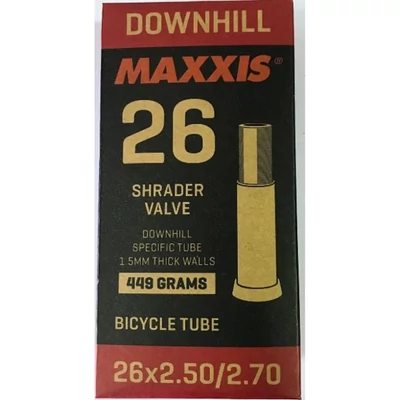 DOWNHILL
MAXXIS®
26
SHRADER
VALVE
DOWNHILL
SPECIFIC TUBE
1.5MM THICK WALLS
449 GRAMS
BICYCLE TUBE
26x2.50/2.70